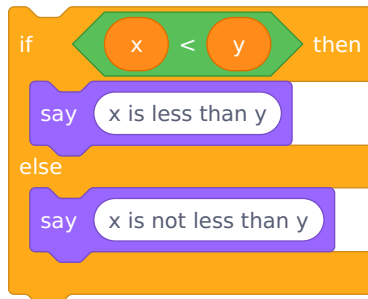 if x < y then
say x is less than y
else
say x is not less than y